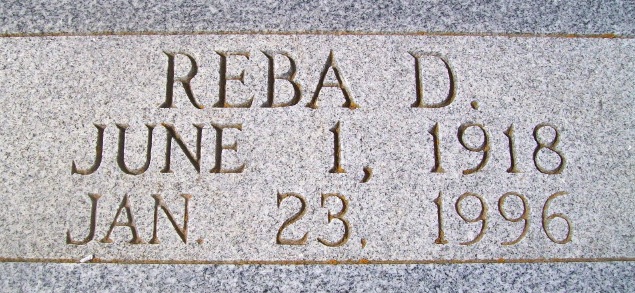 REBA D.
JUNE 1, 1918
JAN. 23, 1996